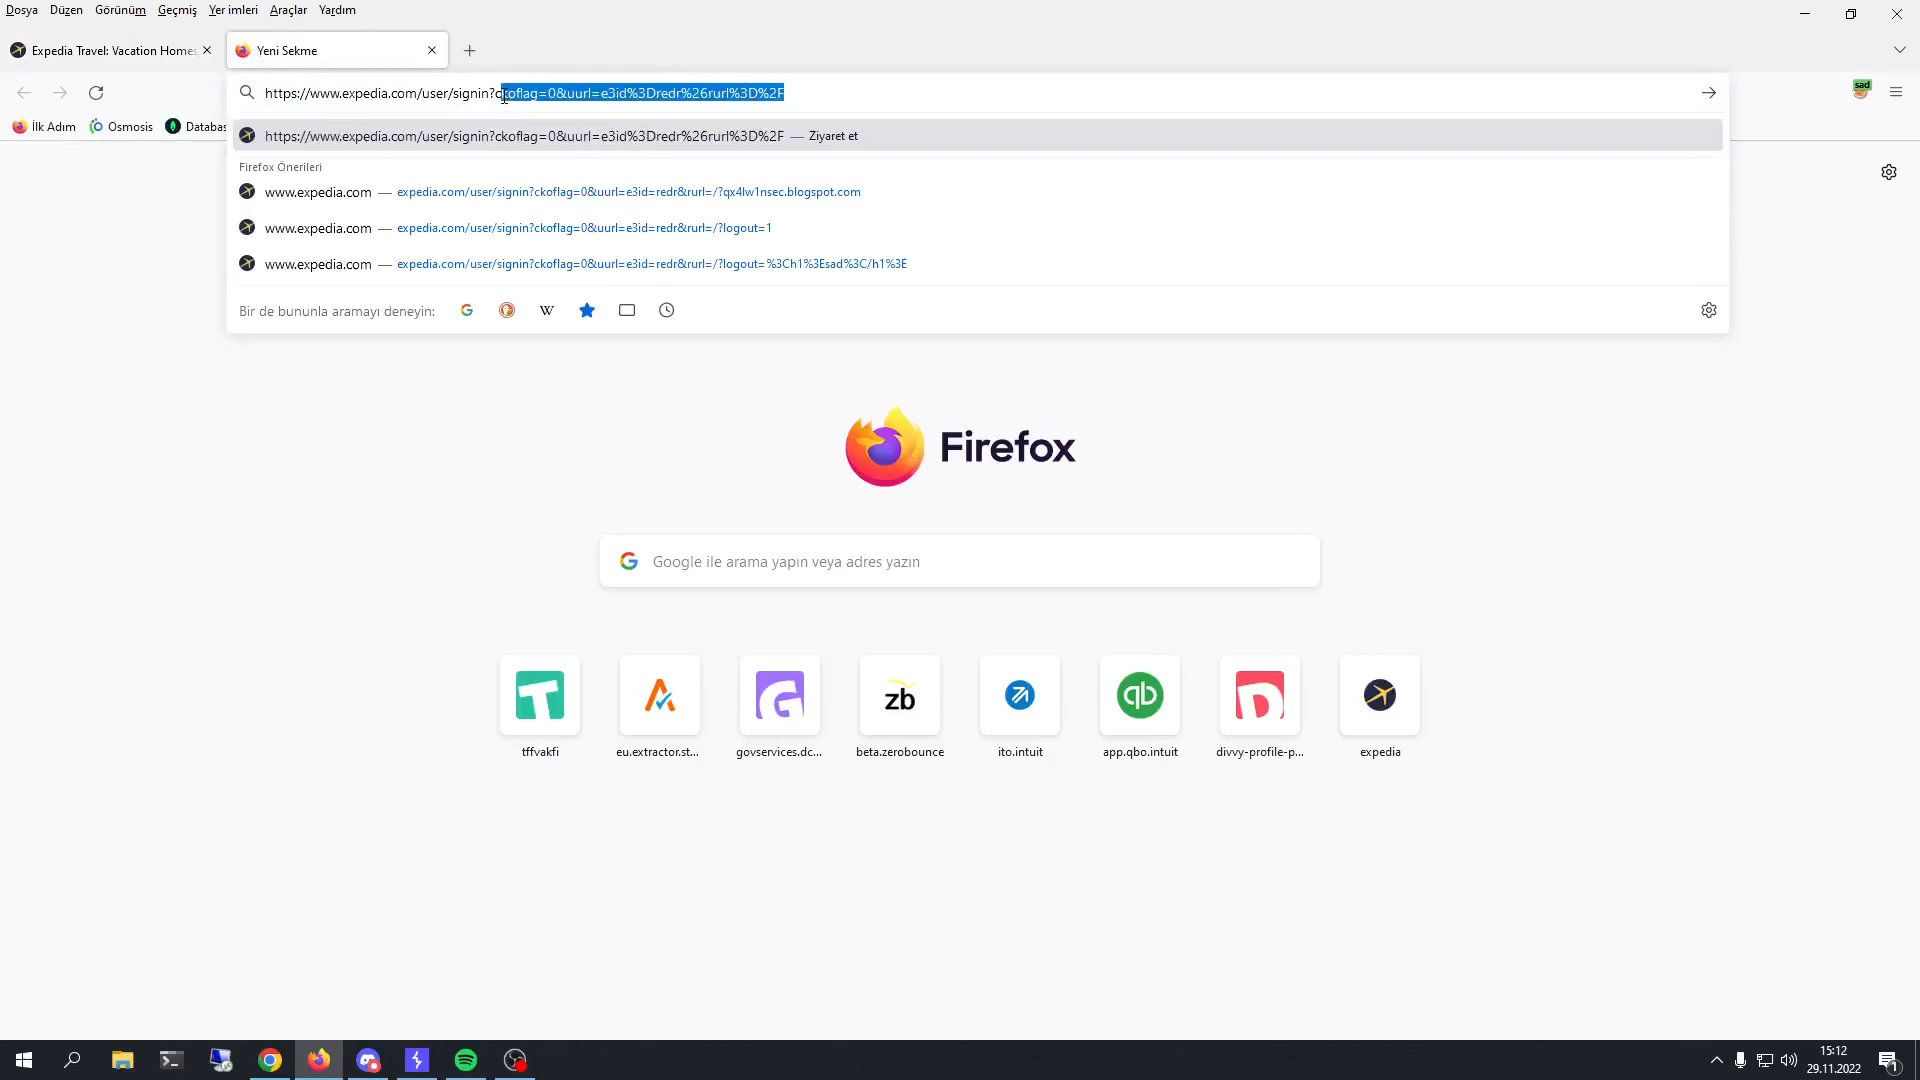 Dosya Düzen Görünüm Geçmiş Yer imleri Araçlar Yardım
Expedia Travel: Vacation Homes
Yeni Sekme
https://www.expedia.com/user/signin?ckoflag=0&uurl=e3id%3Dredr%26rurl%3D%2F
sad
İlk Adım Osmosis Databas
https://www.expedia.com/user/signin?ckoflag=0&uurl=e3id%3Dredr%26rurl%3D%2F — Ziyaret et
Firefox Önerileri
www.expedia.com — expedia.com/user/signin?ckoflag=0&uurl=e3id=redr&rurl=/?qx4lw1nsec.blogspot.com
www.expedia.com — expedia.com/user/signin?ckoflag=0&uurl=e3id=redr&rurl=/?logout=1
www.expedia.com — expedia.com/user/signin?ckoflag=0&uurl=e3id=redr&rurl=/?logout=%3Ch1%3Esad%3C/h1%3E
Bir de bununla aramayı deneyin:
Firefox
Google ile arama yapın veya adres yazın
zb
qb
tffvakfi eu.extractor.st... govservices.dc... beta.zerobounce ito.intuit app.qbo.intuit divvy-profile-p... expedia
15:12
29.11.2022
1